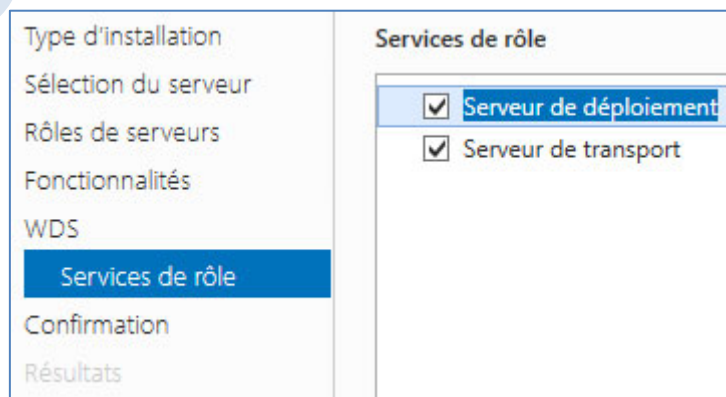 Type d'installation
Sélection du serveur
Rôles de serveurs
Fonctionnalités
WDS
Services de rôle
Confirmation
Résultats
Services de rôle
Serveur de déploiement
Serveur de transport